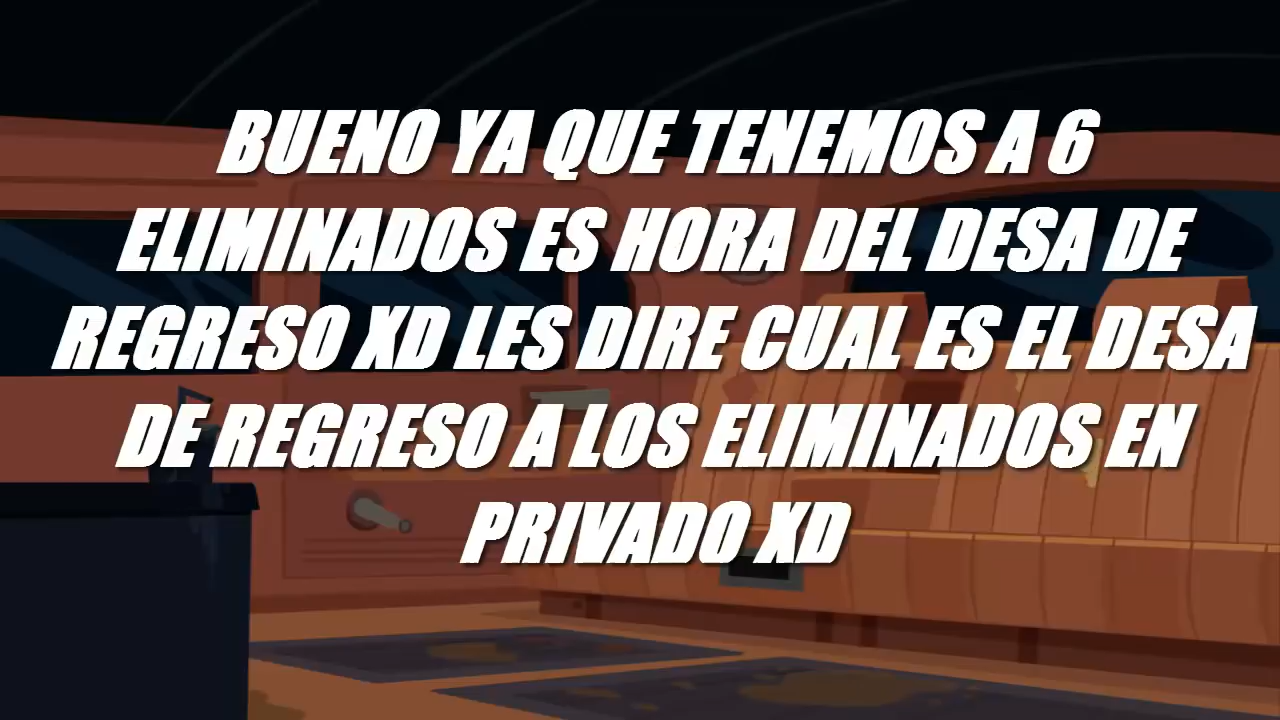 BUENO YA QUE TENEMOS A 6
ELIMINADOS ES HORA DEL DESA DE
REGRESO XD LES DIRE CUAL ES EL DESA
DE REGRESO A LOS ELIMINADOS EN
PRIVADO XD